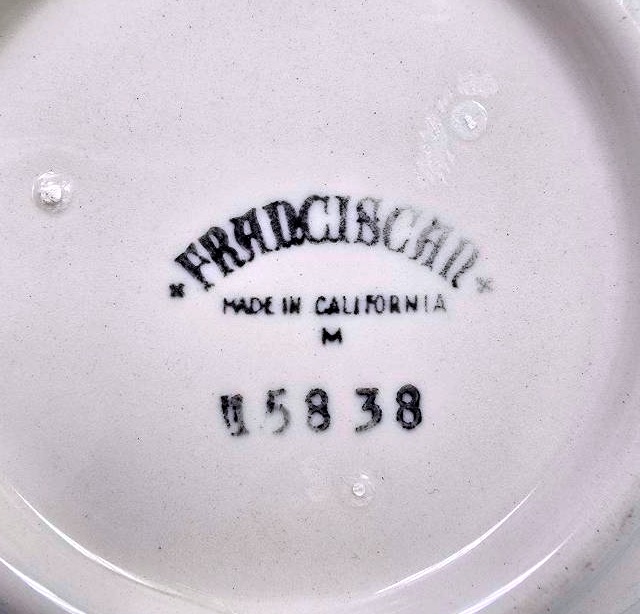 * FRANCISCAN *
MADE IN CALIFORNIA
M
5838